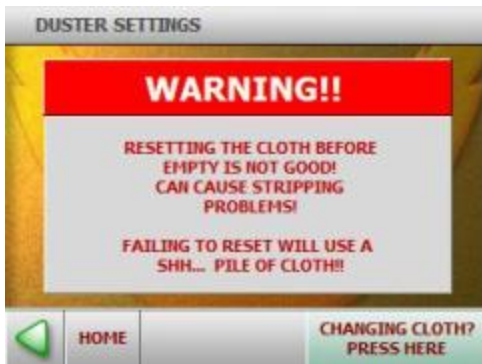 DUSTER SETTINGS
WARNING!!
RESETTING THE CLOTH BEFORE
EMPTY IS NOT GOOD!
CAN CAUSE STRIPPING
PROBLEMS!
FAILING TO RESET WILL USE A
SHH... PILE OF CLOTH!!
HOME
CHANGING CLOTH?
PRESS HERE